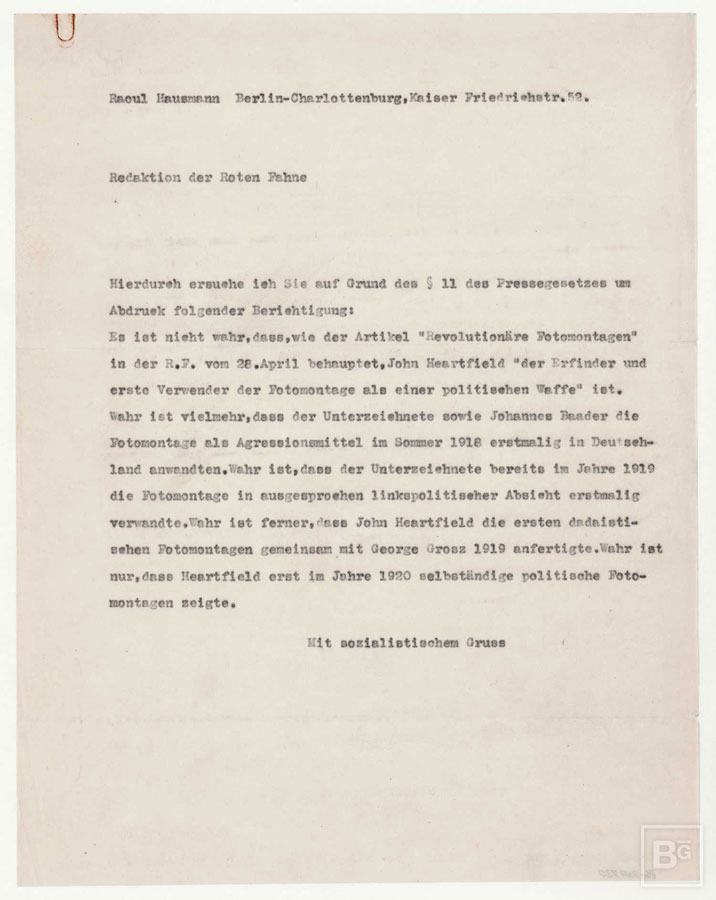 Raoul Hausmann Berlin-Charlottenburg,Kaiser Friedrichstr.52.
Redaktion der Roten Fahne
Hierdurch ersuche ich Sie auf Grund des § 11 des Pressegesetzes um
Abdruck folgender Berichtigung:
Es ist nicht wahr,dass,wie der Artikel "Revolutionäre Fotomontagen"
in der R.F. vom 28.April behauptet,John Heartfield "der Erfinder und
erste Verwender der Fotomontage als einer politischen Waffe" ist.
Wahr ist vielmehr,dass der Unterzeichnete sowie Johannes Baader die
Fotomontage als Agressionsmittel im Sommer 1918 erstmalig in Deutsch-
land anwandten.Wahr ist,dass der Unterzeichnete bereits im Jahre 1919
die Fotomontage in ausgesprochen linkspolitischer Absicht erstmalig
verwandte.Wahr ist ferner,dass John Heartfield die ersten dadaisti-
schen Fotomontagen gemeinsam mit George Grosz 1919 anfertigte.Wahr ist
nur,dass Heartfield erst im Jahre 1920 selbständige politische Foto-
montagen zeigte.
Mit sozialistischem Gruss
BG